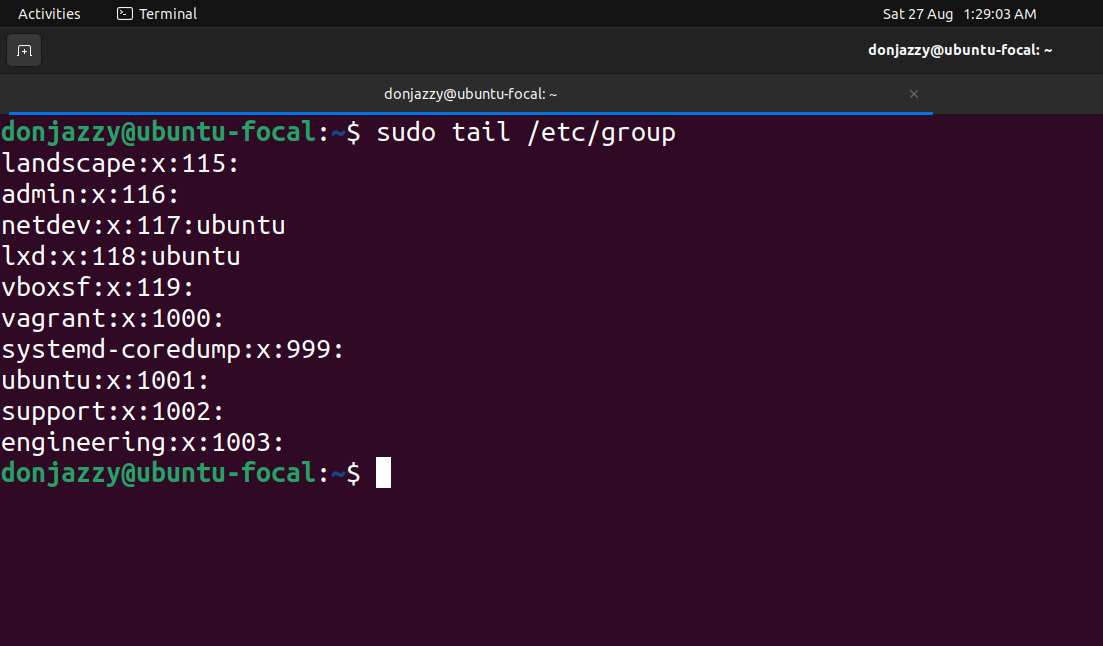 Activities Terminal Sat 27 Aug 1:29:03 AM
donjazzy@ubuntu-focal: ~
donjazzy@ubuntu-focal: ~ ×
donjazzy@ubuntu-focal:~$ sudo tail /etc/group
landscape:x:115:
admin:x:116:
netdev:x:117:ubuntu
lxd:x:118:ubuntu
vboxsf:x:119:
vagrant:x:1000:
systemd-coredump:x:999:
ubuntu:x:1001:
support:x:1002:
engineering:x:1003:
donjazzy@ubuntu-focal:~$